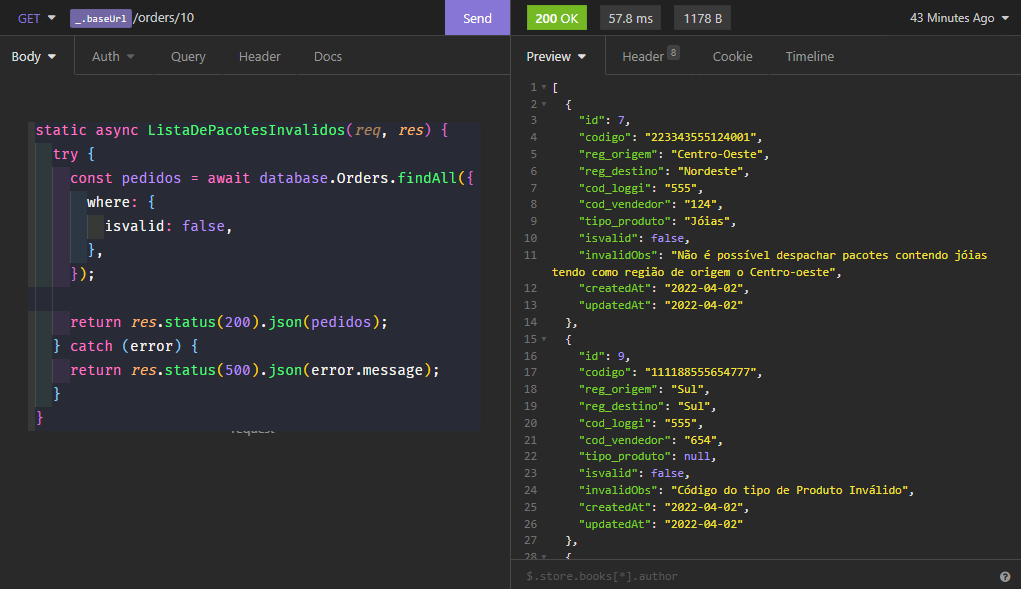 GET _.baseUrl /orders/10 Send
Body Auth Query Header Docs
static async ListaDePacotesInvalidos(req, res) {
try {
const pedidos = await database.Orders.findAll({
where: {
isvalid: false,
},
});
return res.status(200).json(pedidos);
} catch (error) {
return res.status(500).json(error.message);
}
}
200 OK 57.8 ms 1178 B 43 Minutes Ago
Preview Header 8 Cookie Timeline
1 [
2 {
3 "id": 7,
4 "codigo": "223343555124001",
5 "reg_origem": "Centro-Oeste",
6 "reg_destino": "Nordeste",
7 "cod_loggi": "555",
8 "cod_vendedor": "124",
9 "tipo_produto": "Jóias",
10 "isvalid": false,
11 "invalidObs": "Não é possível despachar pacotes contendo jóias
tendo como região de origem o Centro-oeste",
12 "createdAt": "2022-04-02",
13 "updatedAt": "2022-04-02"
14 },
15 {
16 "id": 9,
17 "codigo": "111188555654777",
18 "reg_origem": "Sul",
19 "reg_destino": "Sul",
20 "cod_loggi": "555",
21 "cod_vendedor": "654",
22 "tipo_produto": null,
23 "isvalid": false,
24 "invalidObs": "Código do tipo de Produto Inválido",
25 "createdAt": "2022-04-02",
26 "updatedAt": "2022-04-02"
27 },
28 {
$.store.books[*].author